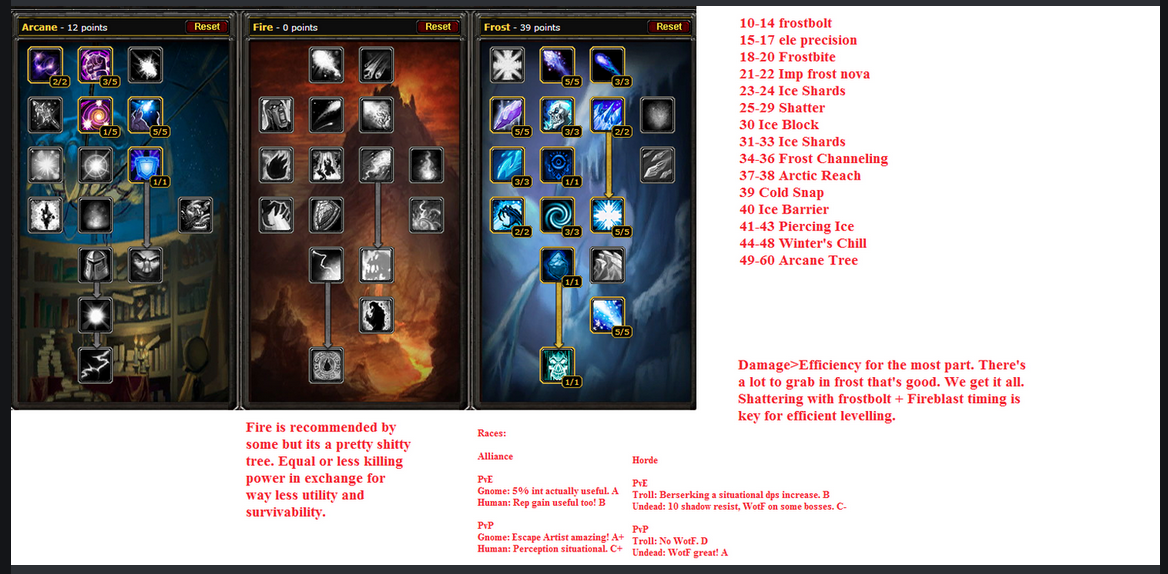 Arcane - 12 points
Reset
Fire - 0 points
Reset
Frost - 39 points
Reset
2/2
3/5
5/5
3/3
1/5
5/5
5/5
3/3
2/2
1/1
3/3
1/1
2/2
3/3
5/5
1/1
5/5
1/1
10-14 frostbolt
15-17 ele precision
18-20 Frostbite
21-22 Imp frost nova
23-24 Ice Shards
25-29 Shatter
30 Ice Block
31-33 Ice Shards
34-36 Frost Channeling
37-38 Arctic Reach
39 Cold Snap
40 Ice Barrier
41-43 Piercing Ice
44-48 Winter's Chill
49-60 Arcane Tree
Damage>Efficiency for the most part. There's
a lot to grab in frost that's good. We get it all.
Shattering with frostbolt + Fireblast timing is
key for efficient levelling.
Fire is recommended by
some but its a pretty shitty
tree. Equal or less killing
power in exchange for
way less utility and
survivability.
Races:
Alliance
PvE
Gnome: 5% int actually useful. A
Human: Rep gain useful too! B
PvP
Gnome: Escape Artist amazing! A+
Human: Perception situational. C+
Horde
PvE
Troll: Berserking a situational dps increase. B
Undead: 10 shadow resist, WotF on some bosses. C-
PvP
Troll: No WotF. D
Undead: WotF great! A